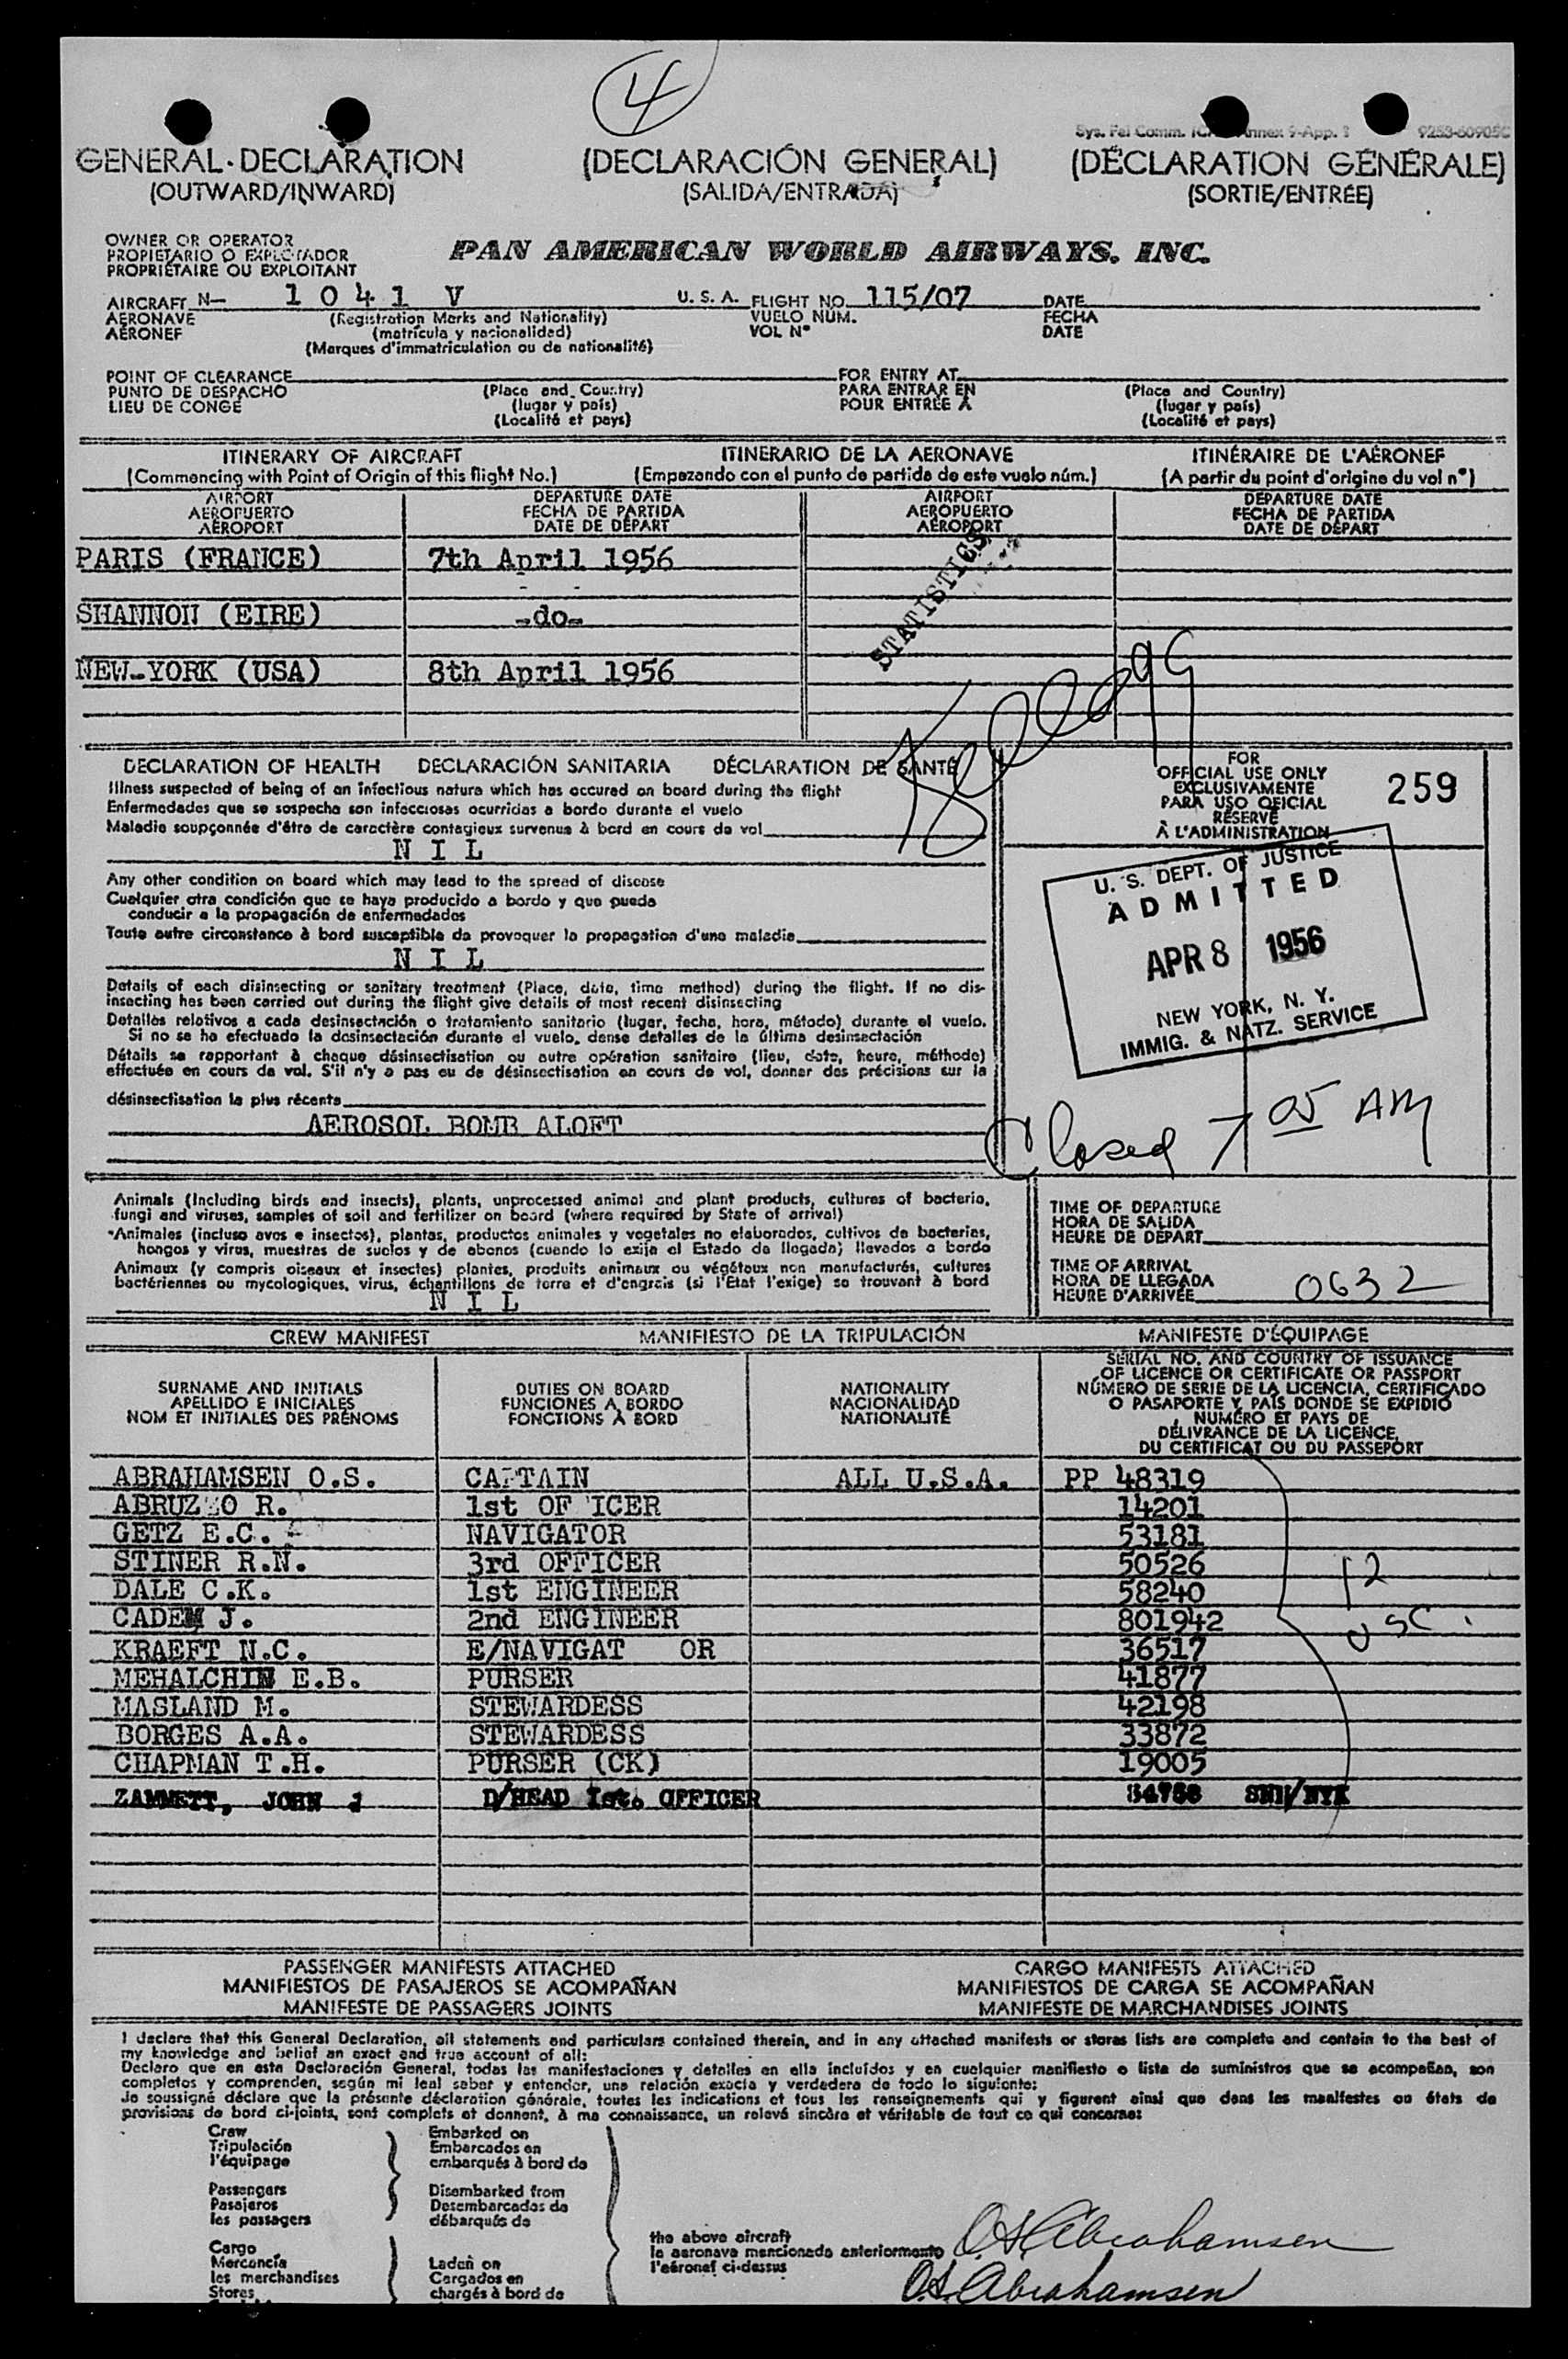 4
Sys. Fal Comm. Annex 9-App. 1 9253-60905C
GENERAL DECLARATION (DECLARACIÓN GENERAL) (DÉCLARATION GÉNÉRALE)
(OUTWARD/INWARD) (SALIDA/ENTRADA) (SORTIE/ENTRÉE)
OWNER OR OPERATOR
PROPIETARIO O EXPLOTADOR PAN AMERICAN WORLD AIRWAYS, INC.
PROPRIÉTAIRE OU EXPLOITANT
AIRCRAFT N- 1 0 4 1 V U. S. A. FLIGHT NO. 115/07 DATE
AERONAVE (Registration Marks and Nationality) VUELO NÚM. FECHA
AÉRONEF (matrícula y nacionalidad) VOL N° DATE
(Marques d'immatriculation ou de nationalité)
POINT OF CLEARANCE FOR ENTRY AT
PUNTO DE DESPACHO (Place and Country) PARA ENTRAR EN (Place and Country)
LIEU DE CONGÉ (lugar y país) POUR ENTRÉE À (lugar y país)
(Localité et pays) (Localité et pays)
ITINERARY OF AIRCRAFT ITINERARIO DE LA AERONAVE ITINÉRAIRE DE L'AÉRONEF
(Commencing with Point of Origin of this flight No.) (Empezando con el punto de partida de este vuelo núm.) (A partir du point d'origine du vol n°)
AIRPORT DEPARTURE DATE AIRPORT DEPARTURE DATE
AEROPUERTO FECHA DE PARTIDA AEROPUERTO FECHA DE PARTIDA
AÉROPORT DATE DE DÉPART AÉROPORT DATE DE DÉPART
PARIS (FRANCE) 7th April 1956
STATISTICS
SHANNON (EIRE) -do-
NEW-YORK (USA) 8th April 1956
Kellogg
DECLARATION OF HEALTH DECLARACIÓN SANITARIA DÉCLARATION DE SANTÉ
Illness suspected of being of an infectious nature which has occured on board during the flight
Enfermedades que se sospecha son infecciosas ocurridas a bordo durante el vuelo
Maladie soupçonnée d'être de caractère contagieux survenue à bord en cours de vol
N I L
Any other condition on board which may lead to the spread of disease
Cualquier otra condición que se haya producido a bordo y que pueda
conducir a la propagación de enfermedades
Toute autre circonstance à bord susceptible de provoquer la propagation d'une maladie
N I L
Details of each disinsecting or sanitary treatment (Place, date, time method) during the flight. If no dis-
insecting has been carried out during the flight give details of most recent disinsecting
Detalles relativos a cada desinsectación o tratamiento sanitario (lugar, fecha, hora, método) durante el vuelo.
Si no se ha efectuado la desinsectación durante el vuelo, dense detalles de la última desinsectación
Détails se rapportant à chaque désinsectisation ou autre opération sanitaire (lieu, date, heure, méthode)
effectuée en cours de vol. S'il n'y a pas eu de désinsectisation en cours de vol, donner des précisions sur la
désinsectisation la plus récente
AEROSOL BOMB ALOFT
FOR
OFFICIAL USE ONLY
EXCLUSIVAMENTE
PARA USO OFICIAL
RÉSERVÉ
À L'ADMINISTRATION
259
U. S. DEPT. OF JUSTICE
ADMITTED
APR 8 1956
NEW YORK, N. Y.
IMMIG. & NATZ. SERVICE
Closed 7 05 AM
Animals (Including birds and insects), plants, unprocessed animal and plant products, cultures of bacteria,
fungi and viruses, samples of soil and fertilizer on board (where required by State of arrival)
Animales (incluso aves e insectos), plantas, productos animales y vegetales no elaborados, cultivos de bacterias,
hongos y virus, muestras de suelos y de abonos (cuando lo exija el Estado de llegada) llevados a bordo
Animaux (y compris oiseaux et insectes) plantes, produits animaux ou végétaux non manufacturés, cultures
bactériennes ou mycologiques, virus, échantillons de terre et d'engrais (si l'Etat l'exige) se trouvant à bord
N I L
TIME OF DEPARTURE
HORA DE SALIDA
HEURE DE DÉPART
TIME OF ARRIVAL
HORA DE LLEGADA
HEURE D'ARRIVÉE 0632
CREW MANIFEST MANIFIESTO DE LA TRIPULACIÓN MANIFESTE D'ÉQUIPAGE
SURNAME AND INITIALS DUTIES ON BOARD NATIONALITY SERIAL NO. AND COUNTRY OF ISSUANCE
APELLIDO E INICIALES FUNCIONES A BORDO NACIONALIDAD OF LICENCE OR CERTIFICATE OR PASSPORT
NOM ET INITIALES DES PRÉNOMS FONCTIONS À BORD NATIONALITÉ NÚMERO DE SERIE DE LA LICENCIA, CERTIFICADO
O PASAPORTE Y PAÍS DONDE SE EXPIDIÓ
NUMÉRO ET PAYS DE
DÉLIVRANCE DE LA LICENCE,
DU CERTIFICAT OU DU PASSEPORT
ABRAHAMSEN O.S. CAPTAIN ALL U.S.A. PP 48319
ABRUZZO R. 1st OFFICER 14201
GETZ E.C. NAVIGATOR 53181
STINER R.N. 3rd OFFICER 50526
DALE C.K. 1st ENGINEER 58240
CADEM J. 2nd ENGINEER 801942
KRAEFT N.C. E/NAVIGAT OR 36517
MEHALCHIN E.B. PURSER 41877
MASLAND M. STEWARDESS 42198
BORGES A.A. STEWARDESS 33872
CHAPMAN T.H. PURSER (CK) 19005
ZAMMETT, JOHN J D/HEAD Ist. OFFICER SNN/NYK
12
USC
PASSENGER MANIFESTS ATTACHED CARGO MANIFESTS ATTACHED
MANIFIESTOS DE PASAJEROS SE ACOMPAÑAN MANIFIESTOS DE CARGA SE ACOMPAÑAN
MANIFESTE DE PASSAGERS JOINTS MANIFESTE DE MARCHANDISES JOINTS
I declare that this General Declaration, all statements and particulars contained therein, and in any attached manifests or stores lists are complete and contain to the best of
my knowledge and belief an exact and true account of all:
Declaro que en esta Declaración General, todas las manifestaciones y detalles en ella incluídos y en cualquier manifiesto o lista de suministros que se acompañan, son
completos y comprenden, según mi leal saber y entender, una relación exacta y verdadera de todo lo siguiente:
Je soussigné déclare que la présente déclaration générale, toutes les indications et tous les renseignements qui y figurent ainsi que dans les manifestes ou états de
provisions de bord ci-joints, sont complets et donnent, à ma connaissance, un relevé sincère et véritable de tout ce qui concerne:
Crew Embarked on
Tripulación Embarcados en
l'équipage embarqués à bord de
Passengers Disembarked from
Pasajeros Desembarcados de
les passagers débarqués de
Cargo
Mercancía Laden on
les marchandises Cargados en
Stores chargés à bord de
the above aircraft
la aeronave mencionada anteriormente
l'aéronef ci-dessus
O.S. Abrahamsen
O.S. Abrahamsen